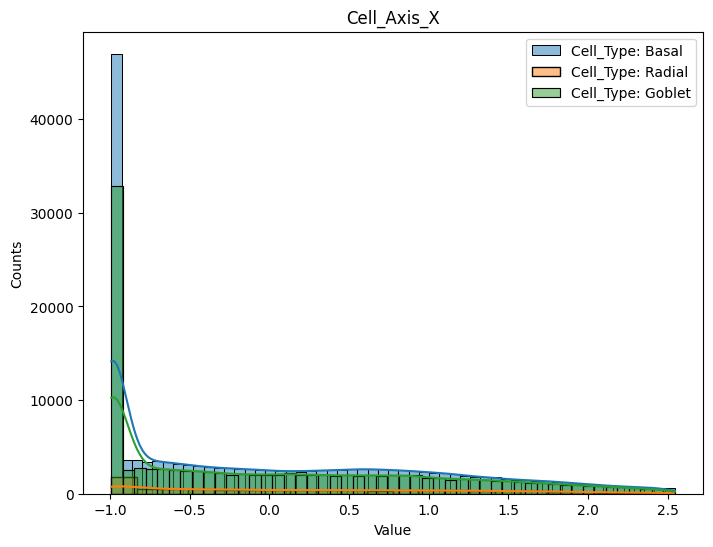 Cell_Axis_X
Cell_Type: Basal
Cell_Type: Radial
Cell_Type: Goblet
Counts
40000
30000
20000
10000
0
−1.0 −0.5 0.0 0.5 1.0 1.5 2.0 2.5
Value